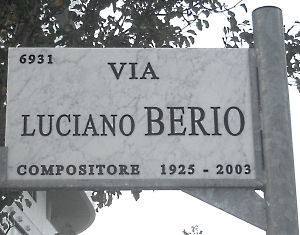 6931
VIA
LUCIANO BERIO
COMPOSITORE 1925 - 2003